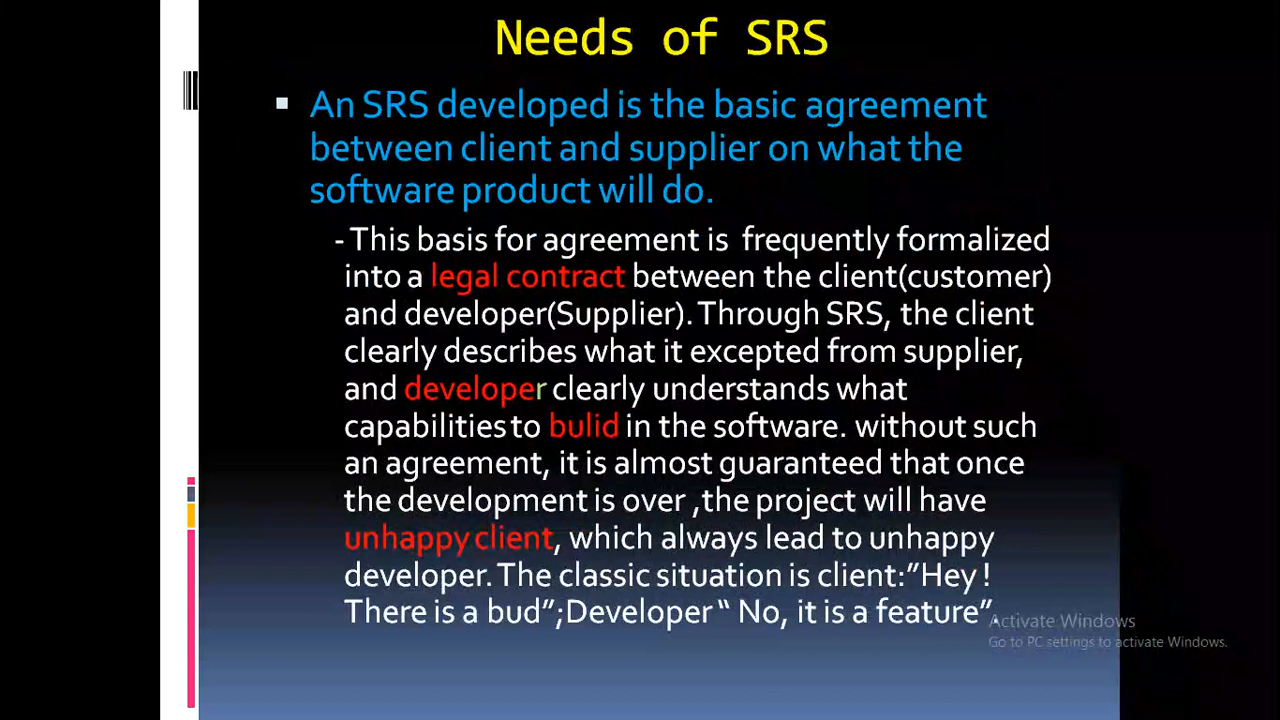 Needs of SRS
▪ An SRS developed is the basic agreement
between client and supplier on what the
software product will do.
- This basis for agreement is frequently formalized
into a legal contract between the client(customer)
and developer(Supplier). Through SRS, the client
clearly describes what it excepted from supplier,
and developer clearly understands what
capabilities to bulid in the software. without such
an agreement, it is almost guaranteed that once
the development is over ,the project will have
unhappy client, which always lead to unhappy
developer. The classic situation is client:”Hey !
There is a bud”;Developer “ No, it is a feature”.
Activate Windows
Go to PC settings to activate Windows.